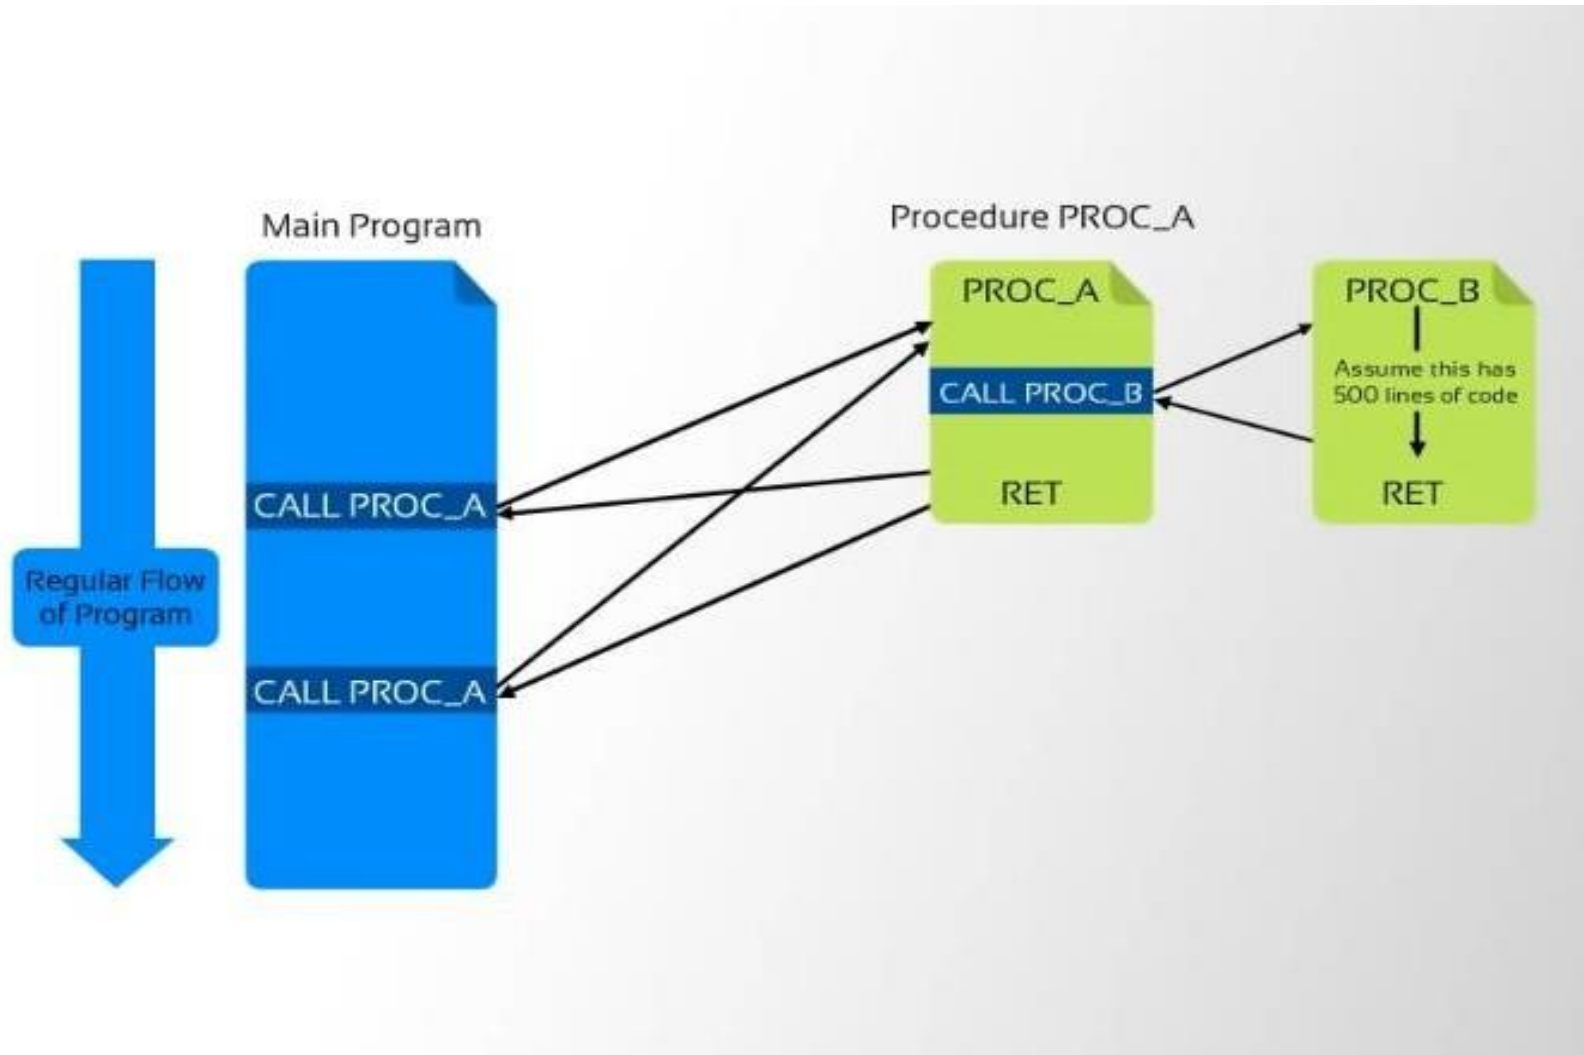 Main Program
Procedure PROC_A
PROC_A
PROC_B
Assume this has
500 lines of code
CALL PROC_B
RET
RET
CALL PROC_A
Regular Flow
of Program
CALL PROC_A